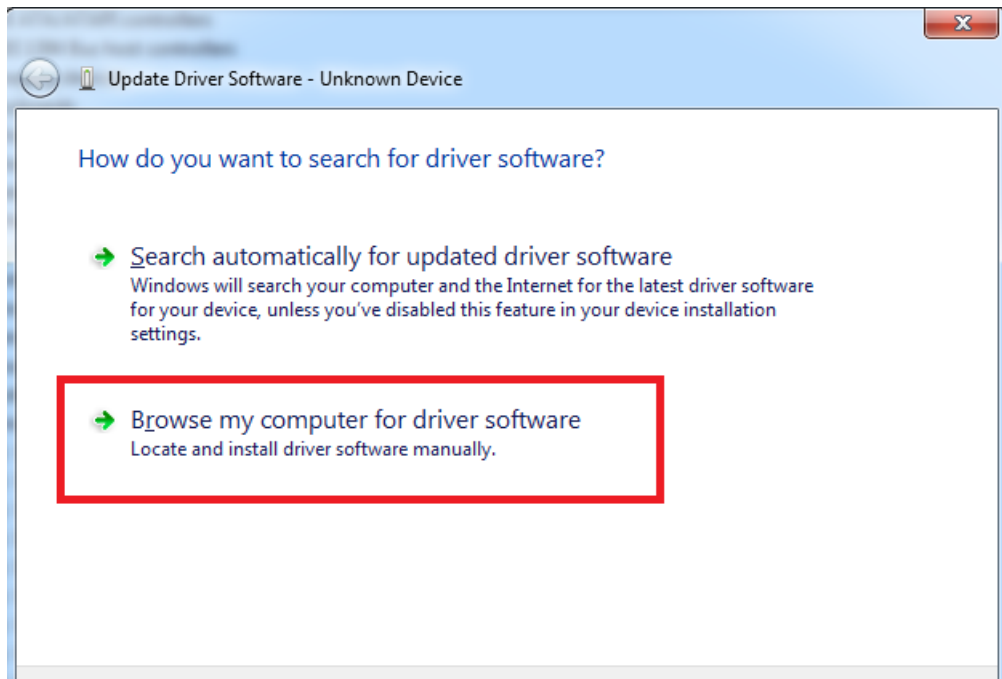 Update Driver Software - Unknown Device
How do you want to search for driver software?
Search automatically for updated driver software
Windows will search your computer and the Internet for the latest driver software
for your device, unless you've disabled this feature in your device installation
settings.
Browse my computer for driver software
Locate and install driver software manually.